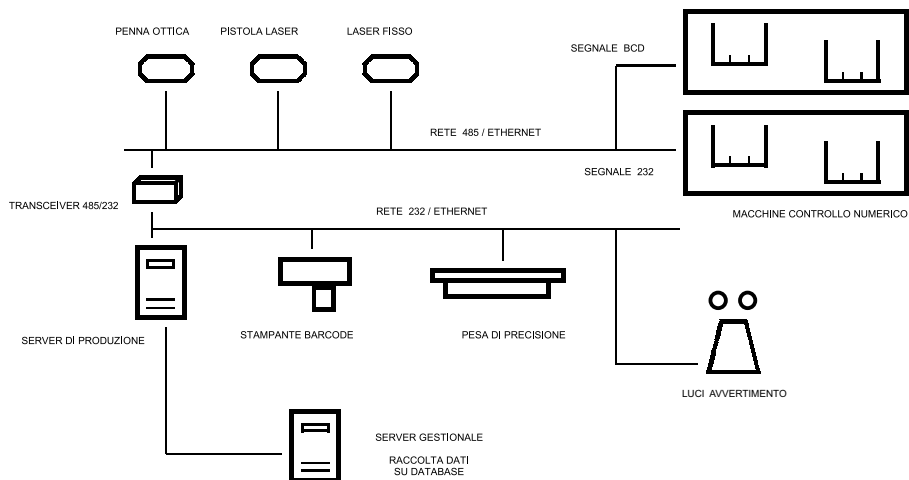 PENNA OTTICA
PISTOLA LASER
LASER FISSO
SEGNALE BCD
RETE 485 / ETHERNET
SEGNALE 232
TRANSCEIVER 485/232
RETE 232 / ETHERNET
MACCHINE CONTROLLO NUMERICO
SERVER DI PRODUZIONE
STAMPANTE BARCODE
PESA DI PRECISIONE
LUCI AVVERTIMENTO
SERVER GESTIONALE
RACCOLTA DATI
SU DATABASE